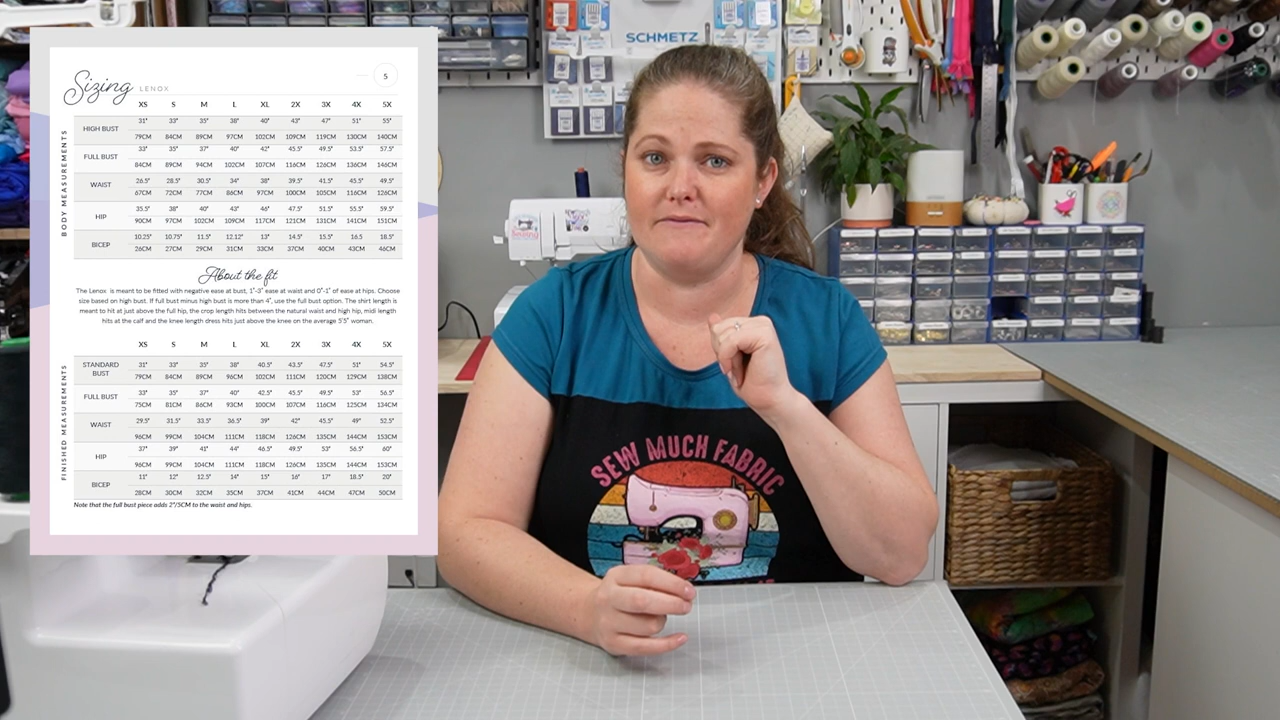 Sizing LENOX
5
XS S M L XL 2X 3X 4X 5X
BODY MEASUREMENTS
HIGH BUST
31" 33" 35" 38" 40" 43" 47" 51" 55"
79CM 84CM 89CM 97CM 102CM 109CM 119CM 130CM 140CM
FULL BUST
33" 35" 37" 40" 42" 45.5" 49.5" 53.5" 57.5"
84CM 89CM 94CM 102CM 107CM 116CM 126CM 136CM 146CM
WAIST
26.5" 28.5" 30.5" 34" 38" 39.5" 41.5" 45.5" 49.5"
67CM 72CM 77CM 86CM 97CM 100CM 105CM 116CM 126CM
HIP
35.5" 38" 40" 43" 46" 47.5" 51.5" 55.5" 59.5"
90CM 97CM 102CM 109CM 117CM 121CM 131CM 141CM 151CM
BICEP
10.25" 10.75" 11.5" 12.12" 13" 14.5" 15.5" 16.5 18.5"
26CM 27CM 29CM 31CM 33CM 37CM 40CM 43CM 46CM
About the fit
The Lenox is meant to be fitted with negative ease at bust, 1"-3" ease at waist and 0"-1" of ease at hips. Choose
size based on high bust. If full bust minus high bust is more than 4", use the full bust option. The shirt length is
meant to hit at just above the full hip, the crop length hits between the natural waist and high hip, midi length
hits at the calf and the knee length dress hits just above the knee on the average 5'5" woman.
XS S M L XL 2X 3X 4X 5X
FINISHED MEASUREMENTS
STANDARD BUST
31" 33" 35" 38" 40.5" 43.5" 47.5" 51" 54.5"
79CM 84CM 89CM 96CM 102CM 111CM 120CM 129CM 138CM
FULL BUST
33" 35" 37" 40" 42.5" 45.5" 49.5" 53" 56.5"
75CM 81CM 86CM 93CM 100CM 107CM 116CM 125CM 134CM
WAIST
29.5" 31.5" 33.5" 36.5" 39" 42" 45.5" 49" 52.5"
96CM 99CM 104CM 111CM 118CM 126CM 135CM 144CM 153CM
HIP
37" 39" 41" 44" 46.5" 49.5" 53" 56.5" 60"
96CM 99CM 104CM 111CM 118CM 126CM 135CM 144CM 153CM
BICEP
11" 12" 12.5" 14" 15" 16" 17" 18.5" 20"
28CM 30CM 32CM 35CM 37CM 41CM 44CM 47CM 50CM
Note that the full bust piece adds 2"/5CM to the waist and hips.
SCHMETZ
SEW MUCH FABRIC